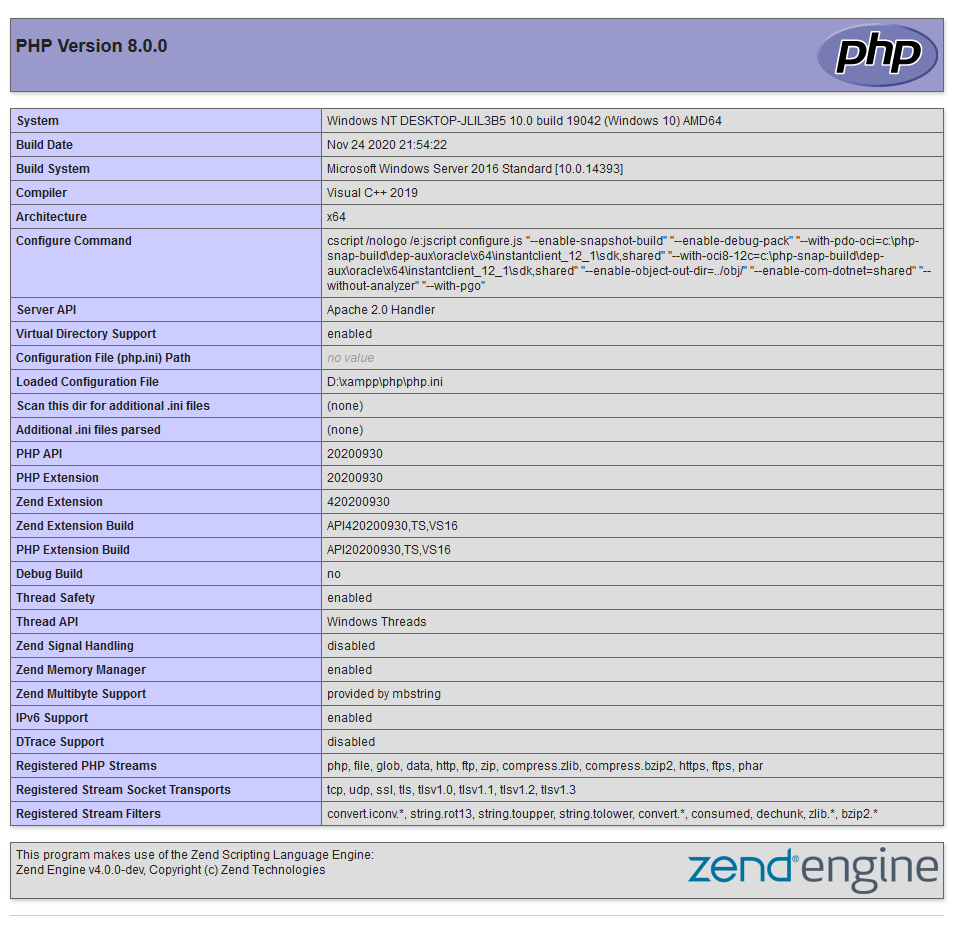 PHP Version 8.0.0
php
System Windows NT DESKTOP-JLIL3B5 10.0 build 19042 (Windows 10) AMD64
Build Date Nov 24 2020 21:54:22
Build System Microsoft Windows Server 2016 Standard [10.0.14393]
Compiler Visual C++ 2019
Architecture x64
Configure Command cscript /nologo /e:jscript configure.js "--enable-snapshot-build" "--enable-debug-pack" "--with-pdo-oci=c:\php-
snap-build\dep-aux\oracle\x64\instantclient_12_1\sdk,shared" "--with-oci8-12c=c:\php-snap-build\dep-
aux\oracle\x64\instantclient_12_1\sdk,shared" "--enable-object-out-dir=../obj/" "--enable-com-dotnet=shared" "--
without-analyzer" "--with-pgo"
Server API Apache 2.0 Handler
Virtual Directory Support enabled
Configuration File (php.ini) Path no value
Loaded Configuration File D:\xampp\php\php.ini
Scan this dir for additional .ini files (none)
Additional .ini files parsed (none)
PHP API 20200930
PHP Extension 20200930
Zend Extension 420200930
Zend Extension Build API420200930,TS,VS16
PHP Extension Build API20200930,TS,VS16
Debug Build no
Thread Safety enabled
Thread API Windows Threads
Zend Signal Handling disabled
Zend Memory Manager enabled
Zend Multibyte Support provided by mbstring
IPv6 Support enabled
DTrace Support disabled
Registered PHP Streams php, file, glob, data, http, ftp, zip, compress.zlib, compress.bzip2, https, ftps, phar
Registered Stream Socket Transports tcp, udp, ssl, tls, tlsv1.0, tlsv1.1, tlsv1.2, tlsv1.3
Registered Stream Filters convert.iconv.*, string.rot13, string.toupper, string.tolower, convert.*, consumed, dechunk, zlib.*, bzip2.*
This program makes use of the Zend Scripting Language Engine:
Zend Engine v4.0.0-dev, Copyright (c) Zend Technologies
zend® engine